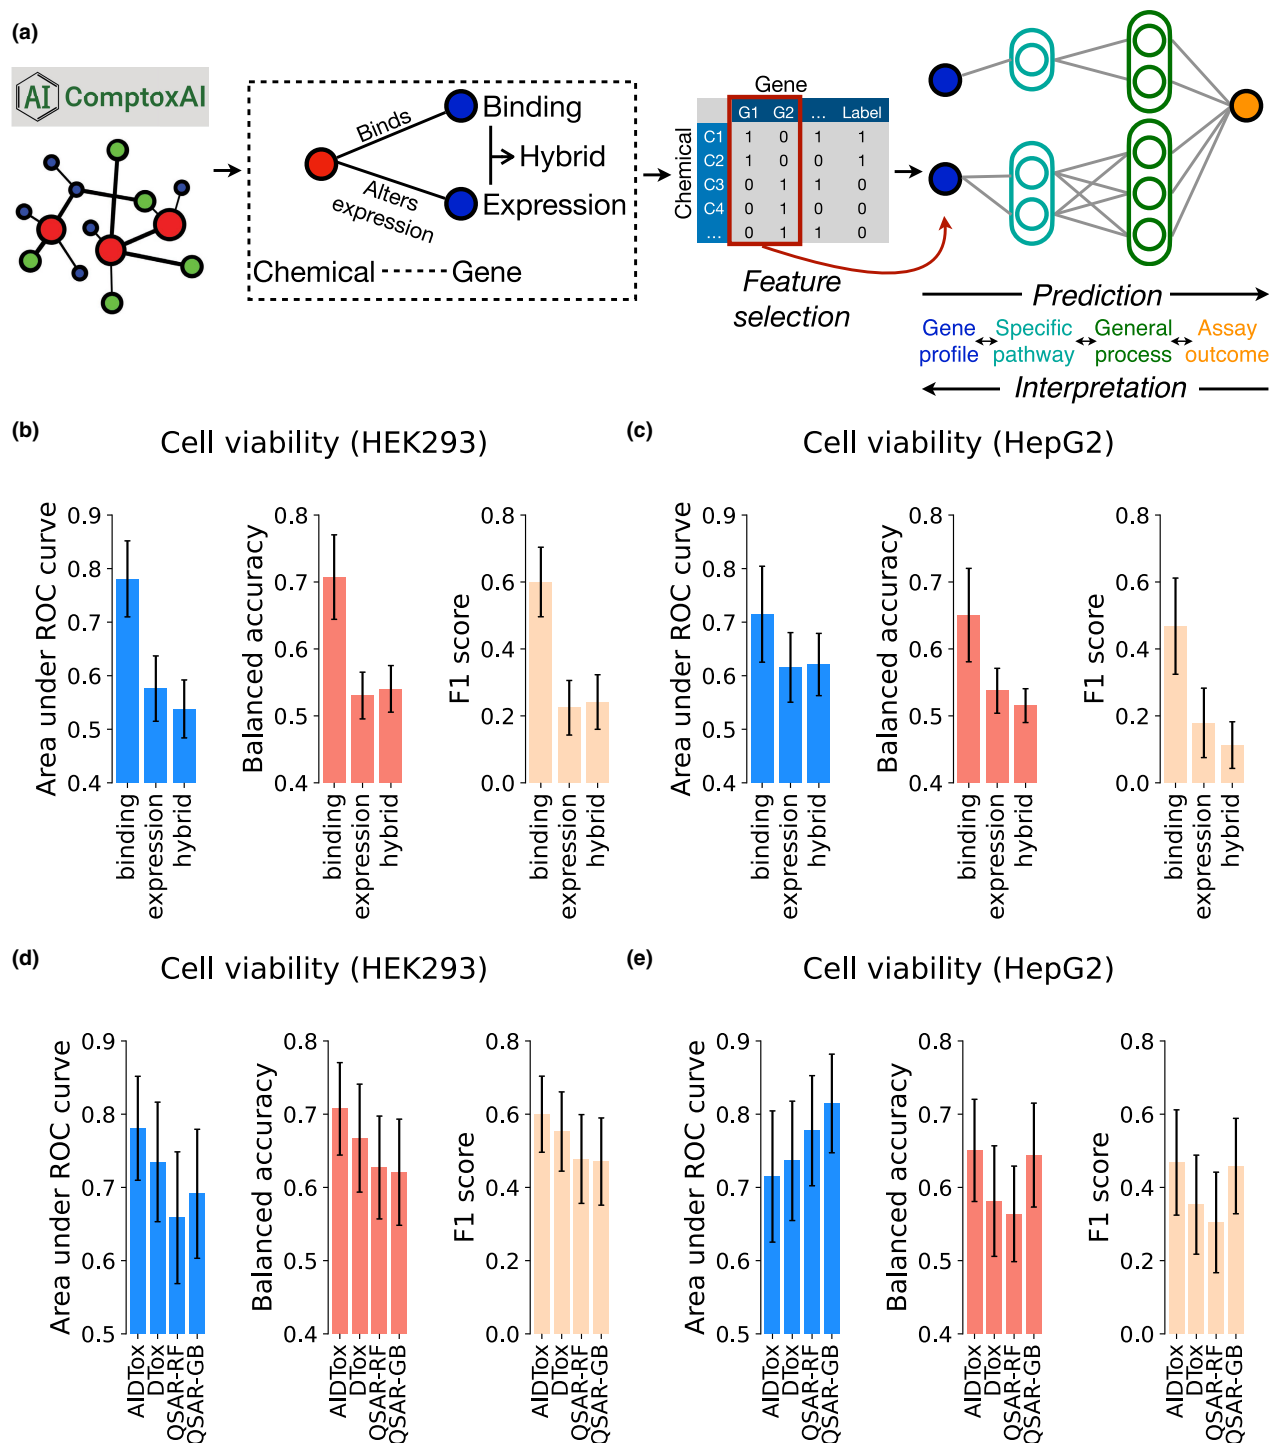 (a)
AI ComptoxAI
Binds
Alters
expression
Binding
Hybrid
Expression
Chemical
Gene
Gene
Chemical
G1 G2 … Label
C1 1 0 1 1
C2 1 0 0 1
C3 0 1 1 0
C4 0 1 0 0
… 0 1 1 0
Feature
selection
Prediction
Gene
profile
Specific
pathway
General
process
Assay
outcome
Interpretation
(b)
Cell viability (HEK293)
Area under ROC curve
0.9
0.8
0.7
0.6
0.5
0.4
binding
expression
hybrid
Balanced accuracy
0.8
0.7
0.6
0.5
0.4
binding
expression
hybrid
F1 score
0.8
0.6
0.4
0.2
0.0
binding
expression
hybrid
(c)
Cell viability (HepG2)
Area under ROC curve
0.9
0.8
0.7
0.6
0.5
0.4
binding
expression
hybrid
Balanced accuracy
0.8
0.7
0.6
0.5
0.4
binding
expression
hybrid
F1 score
0.8
0.6
0.4
0.2
0.0
binding
expression
hybrid
(d)
Cell viability (HEK293)
Area under ROC curve
0.9
0.8
0.7
0.6
0.5
AIDTox
DTox
QSAR-RF
QSAR-GB
Balanced accuracy
0.8
0.7
0.6
0.5
0.4
AIDTox
DTox
QSAR-RF
QSAR-GB
F1 score
0.8
0.6
0.4
0.2
0.0
AIDTox
DTox
QSAR-RF
QSAR-GB
(e)
Cell viability (HepG2)
Area under ROC curve
0.9
0.8
0.7
0.6
0.5
AIDTox
DTox
QSAR-RF
QSAR-GB
Balanced accuracy
0.8
0.7
0.6
0.5
0.4
AIDTox
DTox
QSAR-RF
QSAR-GB
F1 score
0.8
0.6
0.4
0.2
0.0
AIDTox
DTox
QSAR-RF
QSAR-GB